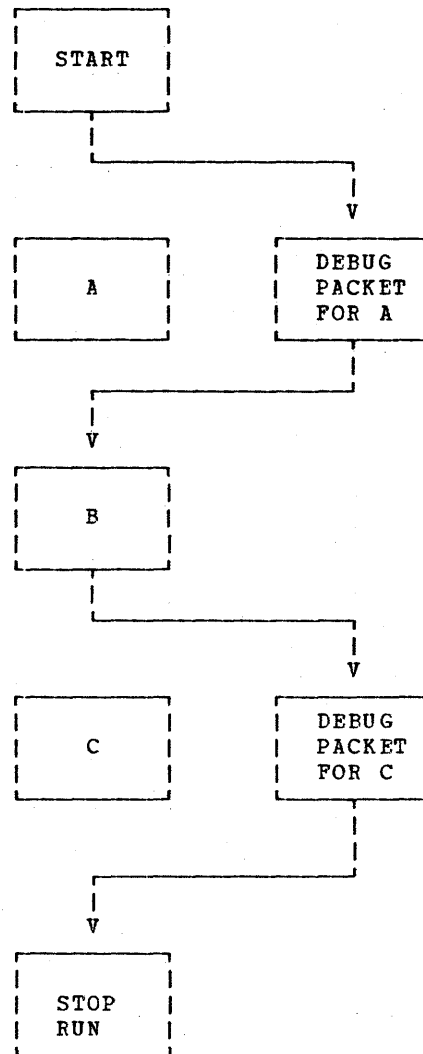 START
V
A
DEBUG
PACKET
FOR A
V
B
V
C
DEBUG
PACKET
FOR C
V
STOP
RUN